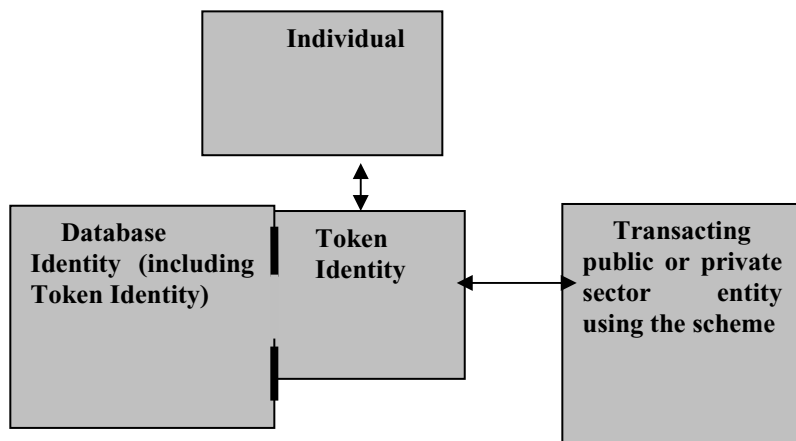 Individual
Database
Identity (including
Token Identity)
Token
Identity
Transacting
public or private
sector entity
using the scheme